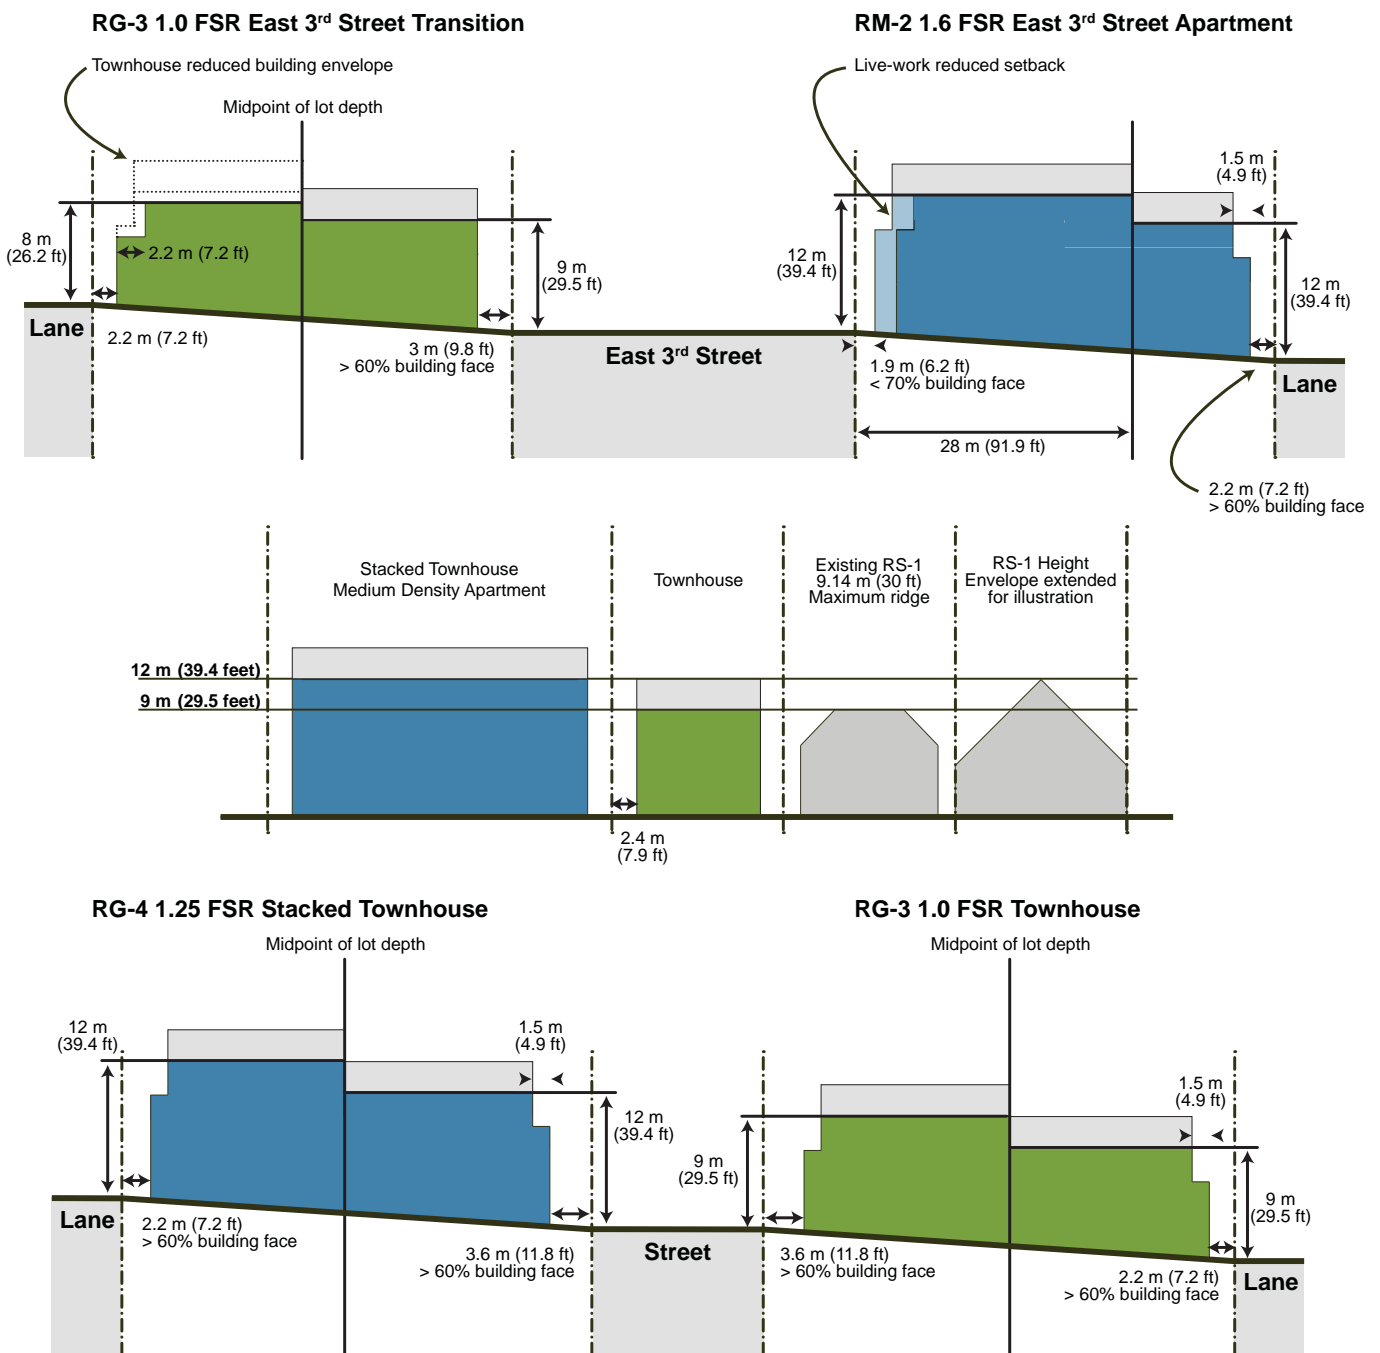 RG-3 1.0 FSR East 3rd Street Transition
RM-2 1.6 FSR East 3rd Street Apartment
Townhouse reduced building envelope
Live-work reduced setback
Midpoint of lot depth
1.5 m
(4.9 ft)
8 m
(26.2 ft)
2.2 m (7.2 ft)
9 m
(29.5 ft)
12 m
(39.4 ft)
12 m
(39.4 ft)
Lane
2.2 m (7.2 ft)
3 m (9.8 ft)
> 60% building face
East 3rd Street
1.9 m (6.2 ft)
< 70% building face
Lane
28 m (91.9 ft)
2.2 m (7.2 ft)
> 60% building face
Stacked Townhouse
Medium Density Apartment
Townhouse
Existing RS-1
9.14 m (30 ft)
Maximum ridge
RS-1 Height
Envelope extended
for illustration
12 m (39.4 feet)
9 m (29.5 feet)
2.4 m
(7.9 ft)
RG-4 1.25 FSR Stacked Townhouse
RG-3 1.0 FSR Townhouse
Midpoint of lot depth
Midpoint of lot depth
12 m
(39.4 ft)
1.5 m
(4.9 ft)
12 m
(39.4 ft)
9 m
(29.5 ft)
1.5 m
(4.9 ft)
9 m
(29.5 ft)
Lane
2.2 m (7.2 ft)
> 60% building face
3.6 m (11.8 ft)
> 60% building face
Street
3.6 m (11.8 ft)
> 60% building face
2.2 m (7.2 ft)
> 60% building face
Lane